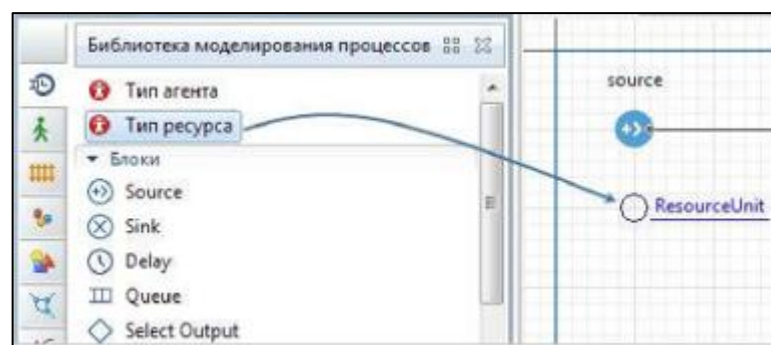 Библиотека моделирования процессов
Тип агента
Тип ресурса
Блоки
Source
Sink
Delay
Queue
Select Output
source
ResourceUnit